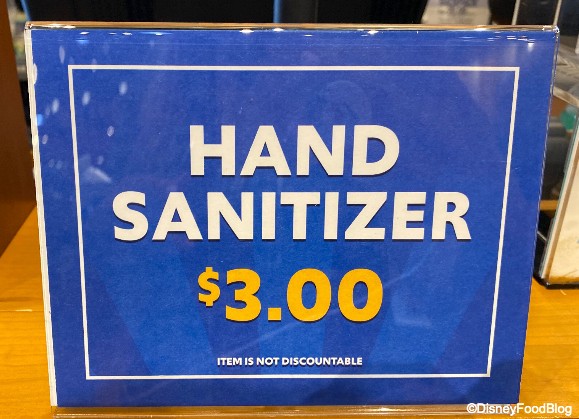 HAND
SANITIZER
$3.00
ITEM IS NOT DISCOUNTABLE
©DisneyFoodBlog